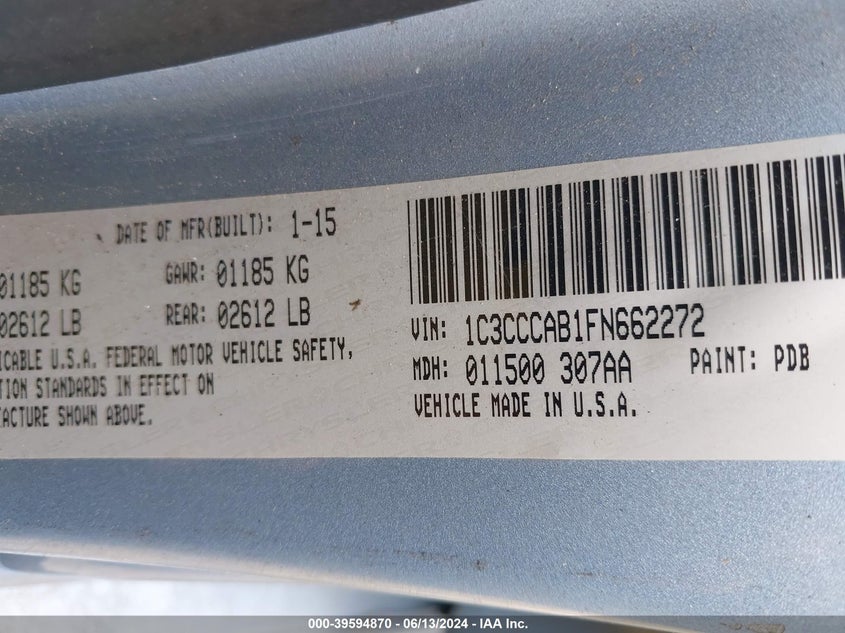 DATE OF MFR(BUILT): 1-15
01185 KG GAWR: 01185 KG
02612 LB REAR: 02612 LB
ICABLE U.S.A. FEDERAL MOTOR VEHICLE SAFETY,
TION STANDARDS IN EFFECT ON
FACTURE SHOWN ABOVE.
VIN: 1C3CCCAB1FN662272
MDH: 011500 307AA PAINT: PDB
VEHICLE MADE IN U.S.A.
000-39594870 - 06/13/2024 - IAA Inc.